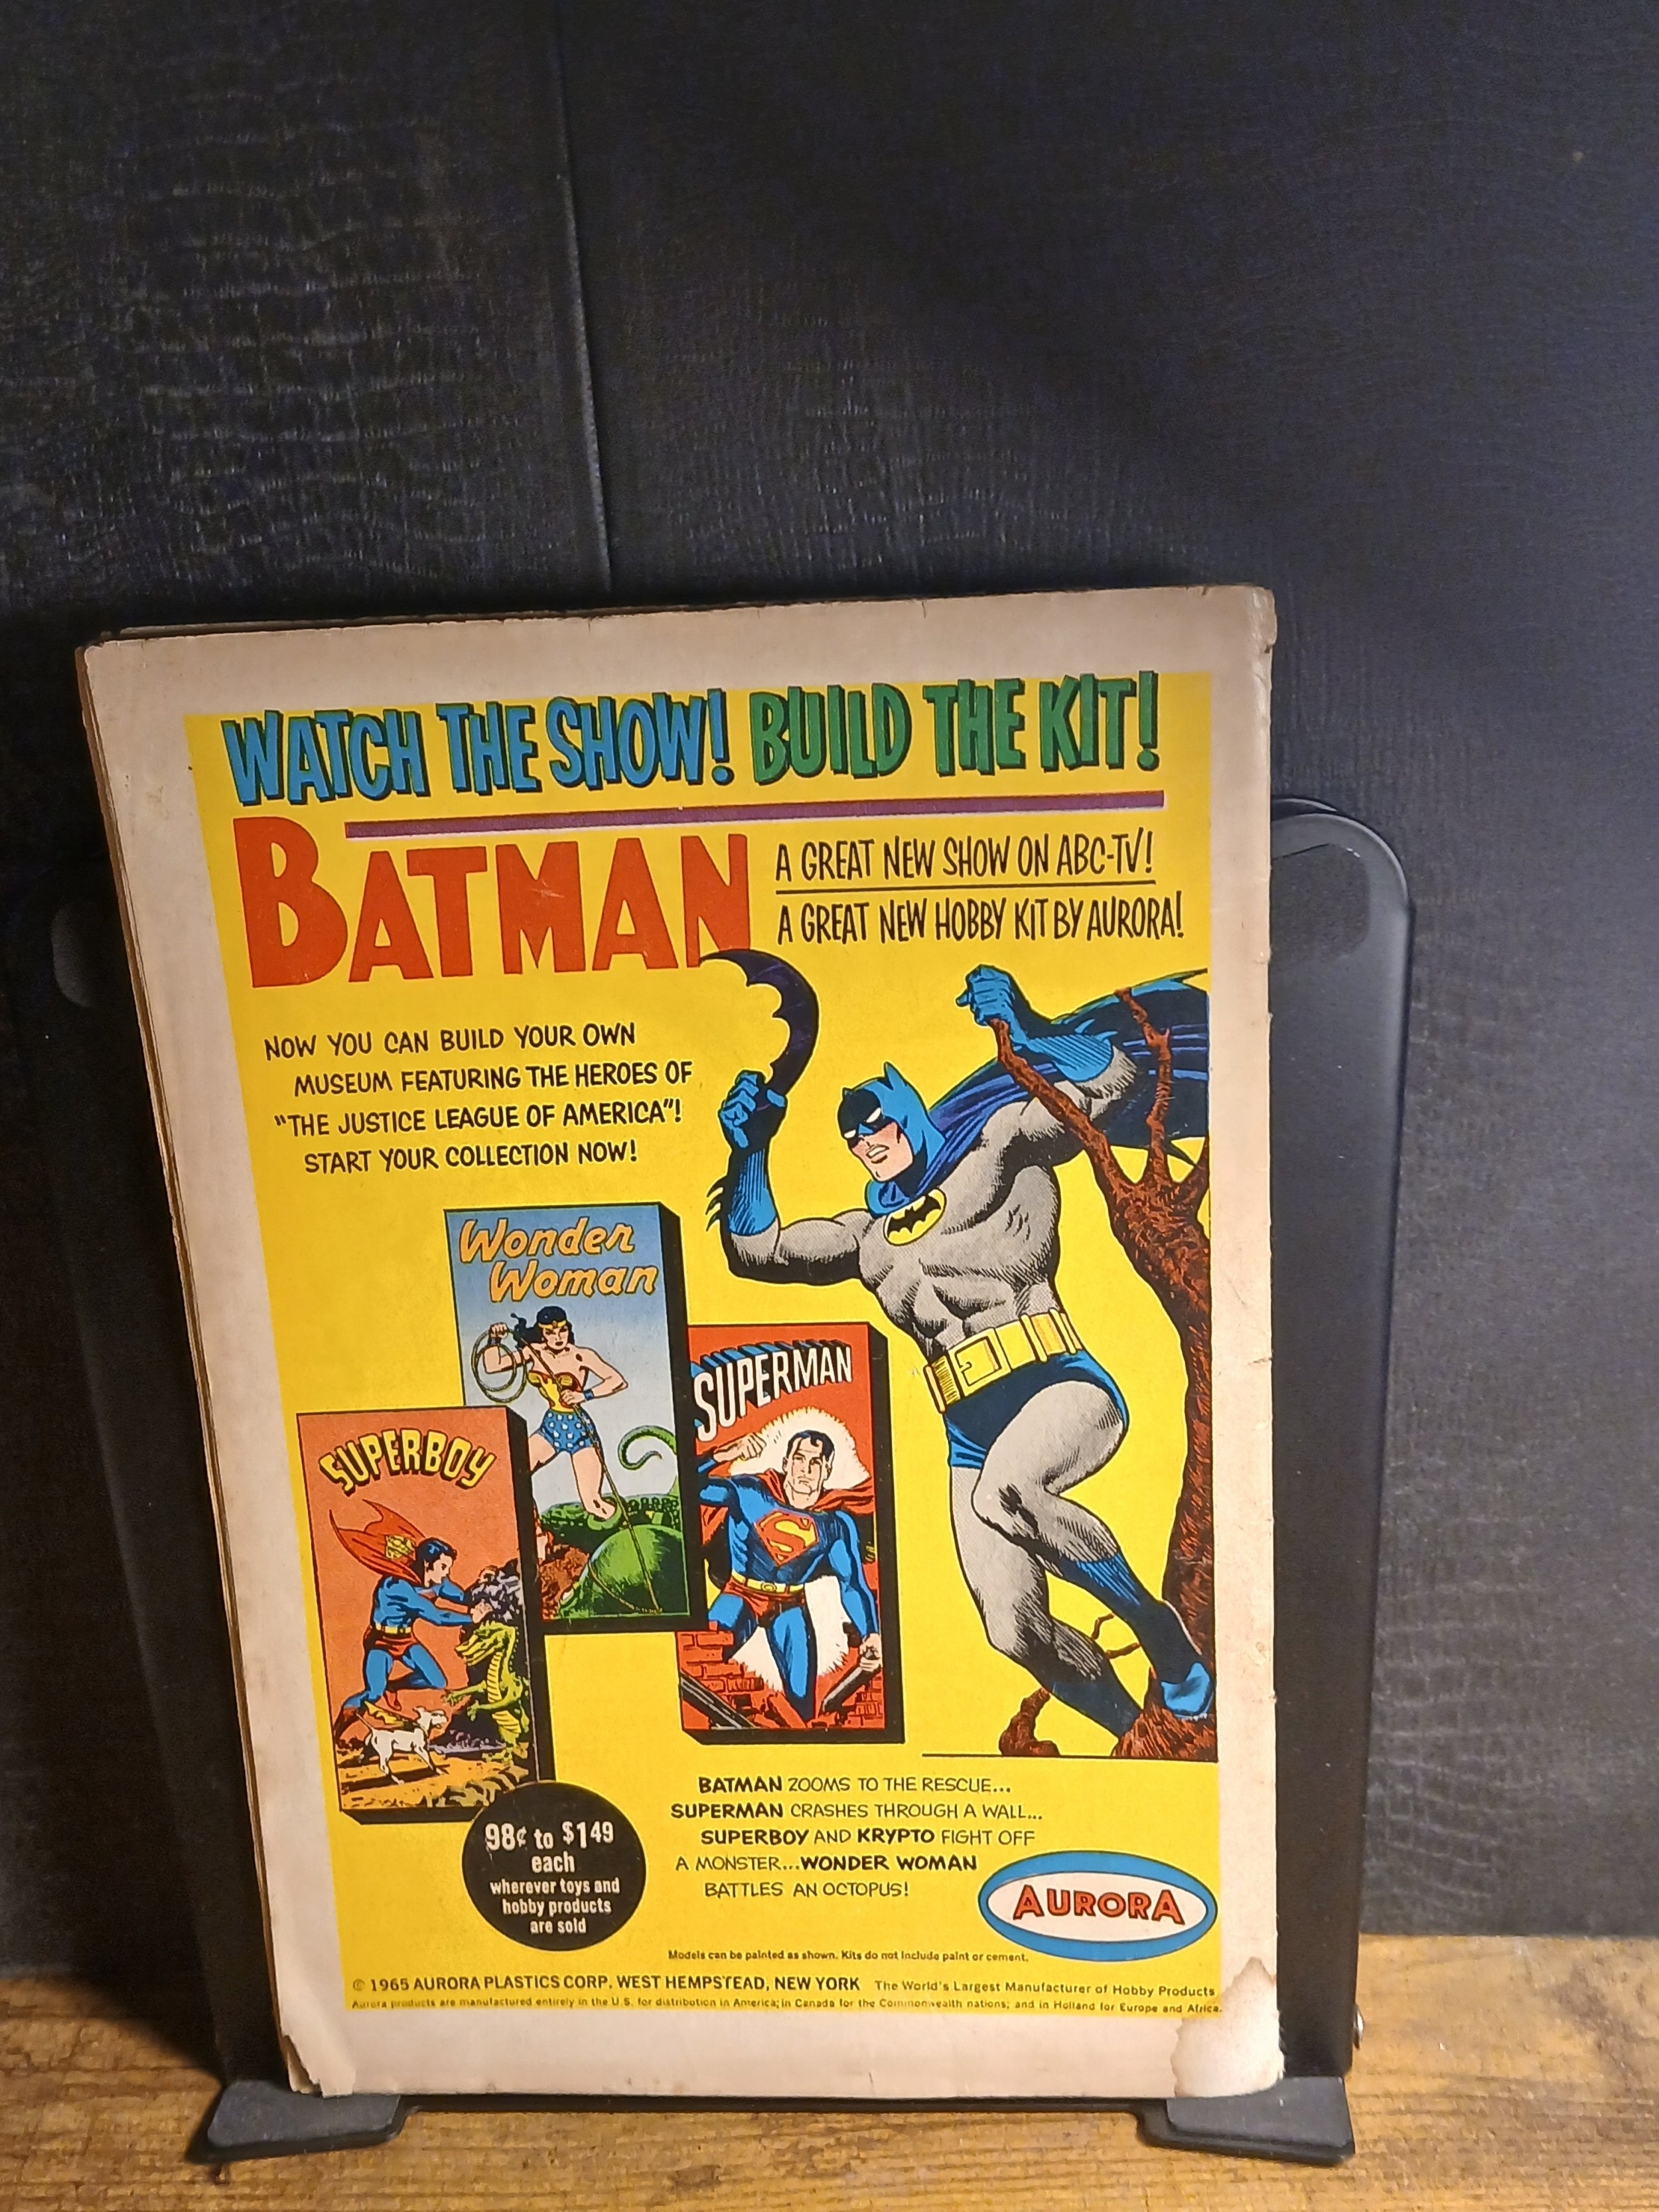 WATCH THE SHOW! BUILD THE KIT!
BATMAN
A GREAT NEW SHOW ON ABC-TV!
A GREAT NEW HOBBY KIT BY AURORA!
NOW YOU CAN BUILD YOUR OWN
MUSEUM FEATURING THE HEROES OF
"THE JUSTICE LEAGUE OF AMERICA"!
START YOUR COLLECTION NOW!
Wonder
Woman
SUPERMAN
S
SUPERBOY
98¢ to $1.49
each
wherever toys and
hobby products
are sold
BATMAN ZOOMS TO THE RESCUE...
SUPERMAN CRASHES THROUGH A WALL...
SUPERBOY AND KRYPTO FIGHT OFF
A MONSTER...WONDER WOMAN
BATTLES AN OCTOPUS!
AURORA
Models can be painted as shown. Kits do not include paint or cement.
© 1965 AURORA PLASTICS CORP. WEST HEMPSTEAD, NEW YORK The World's Largest Manufacturer of Hobby Products
Aurora products are manufactured entirely in the U.S. for distribution in America; in Canada for the Commonwealth nations; and in Holland for Europe and Africa.